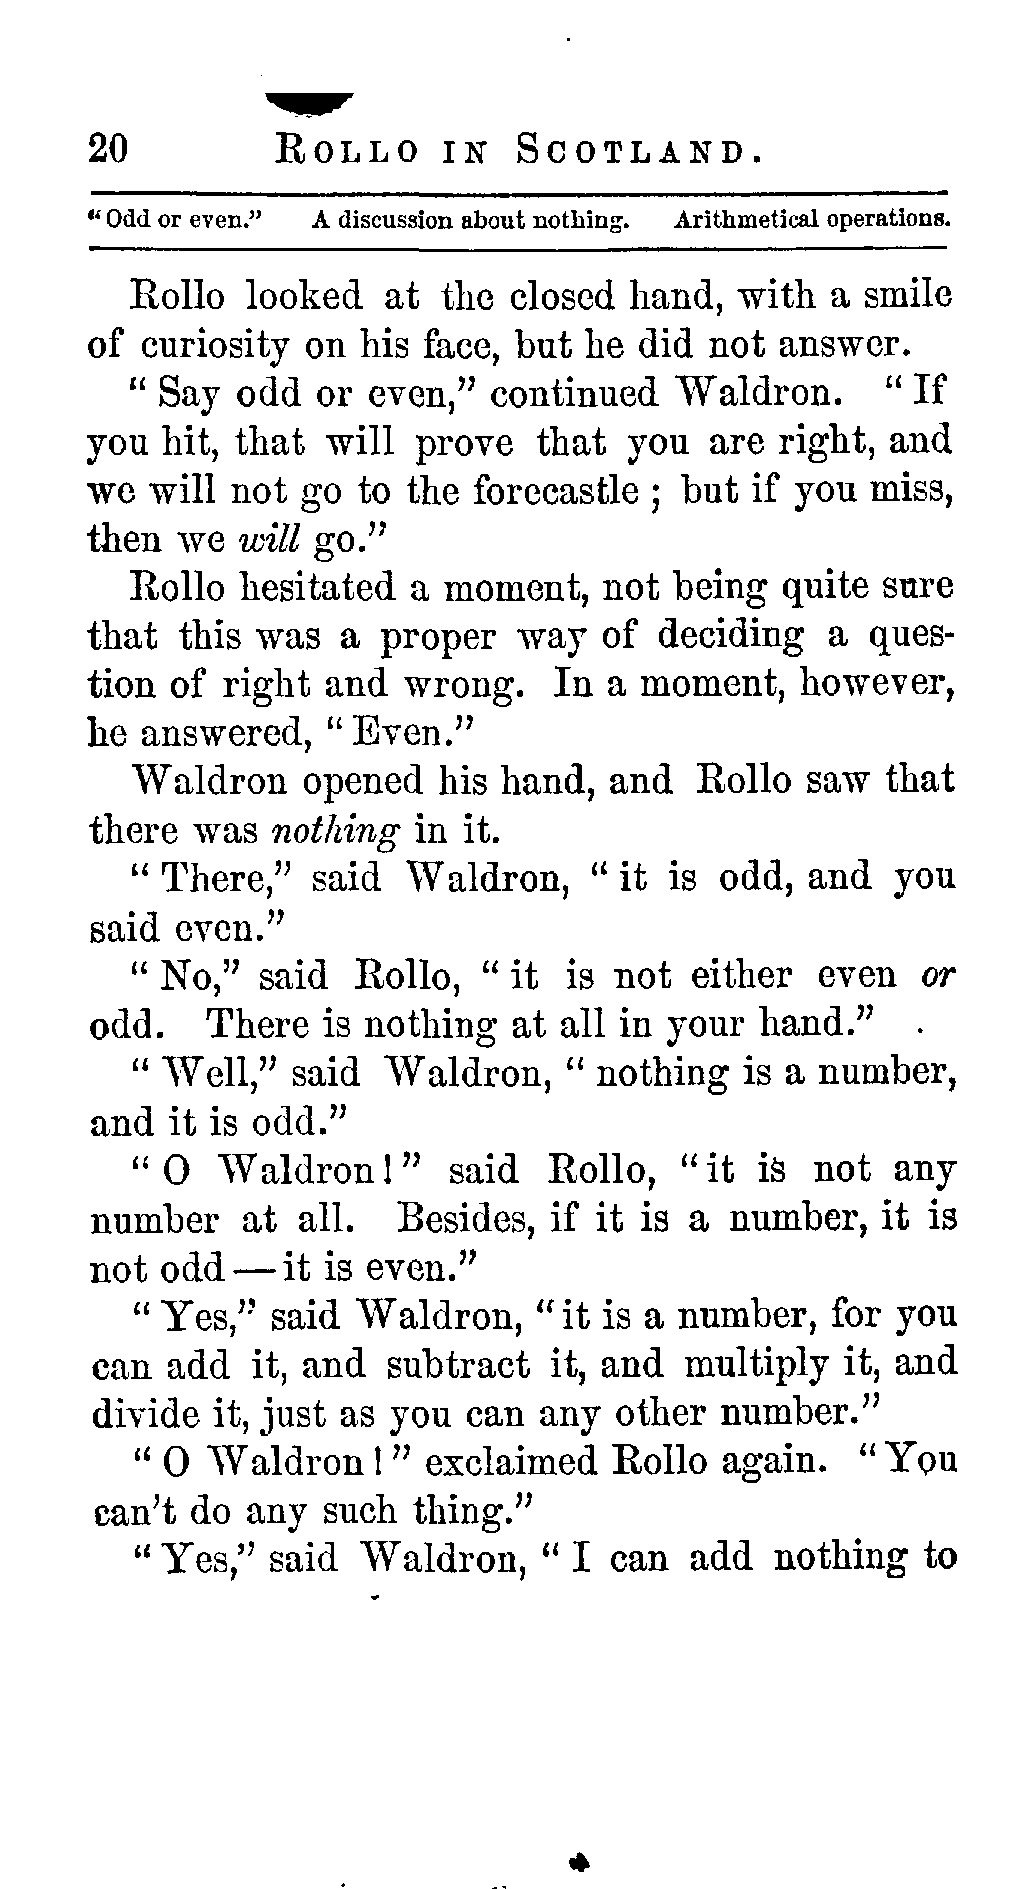 20 ROLLO IN SCOTLAND.
"Odd or even." A discussion about nothing. Arithmetical operations.
Rollo looked at the closed hand, with a smile
of curiosity on his face, but he did not answer.
"Say odd or even," continued Waldron. "If
you hit, that will prove that you are right, and
we will not go to the forecastle; but if you miss,
then we will go."
Rollo hesitated a moment, not being quite sure
that this was a proper way of deciding a ques-
tion of right and wrong. In a moment, however,
he answered, "Even."
Waldron opened his hand, and Rollo saw that
there was nothing in it.
"There," said Waldron, "it is odd, and you
said even."
"No," said Rollo, "it is not either even or
odd. There is nothing at all in your hand."
"Well," said Waldron, "nothing is a number,
and it is odd."
"O Waldron!" said Rollo, "it is not any
number at all. Besides, if it is a number, it is
not odd—it is even."
"Yes," said Waldron, "it is a number, for you
can add it, and subtract it, and multiply it, and
divide it, just as you can any other number."
"O Waldron!" exclaimed Rollo again. "You
can't do any such thing."
"Yes," said Waldron, "I can add nothing to